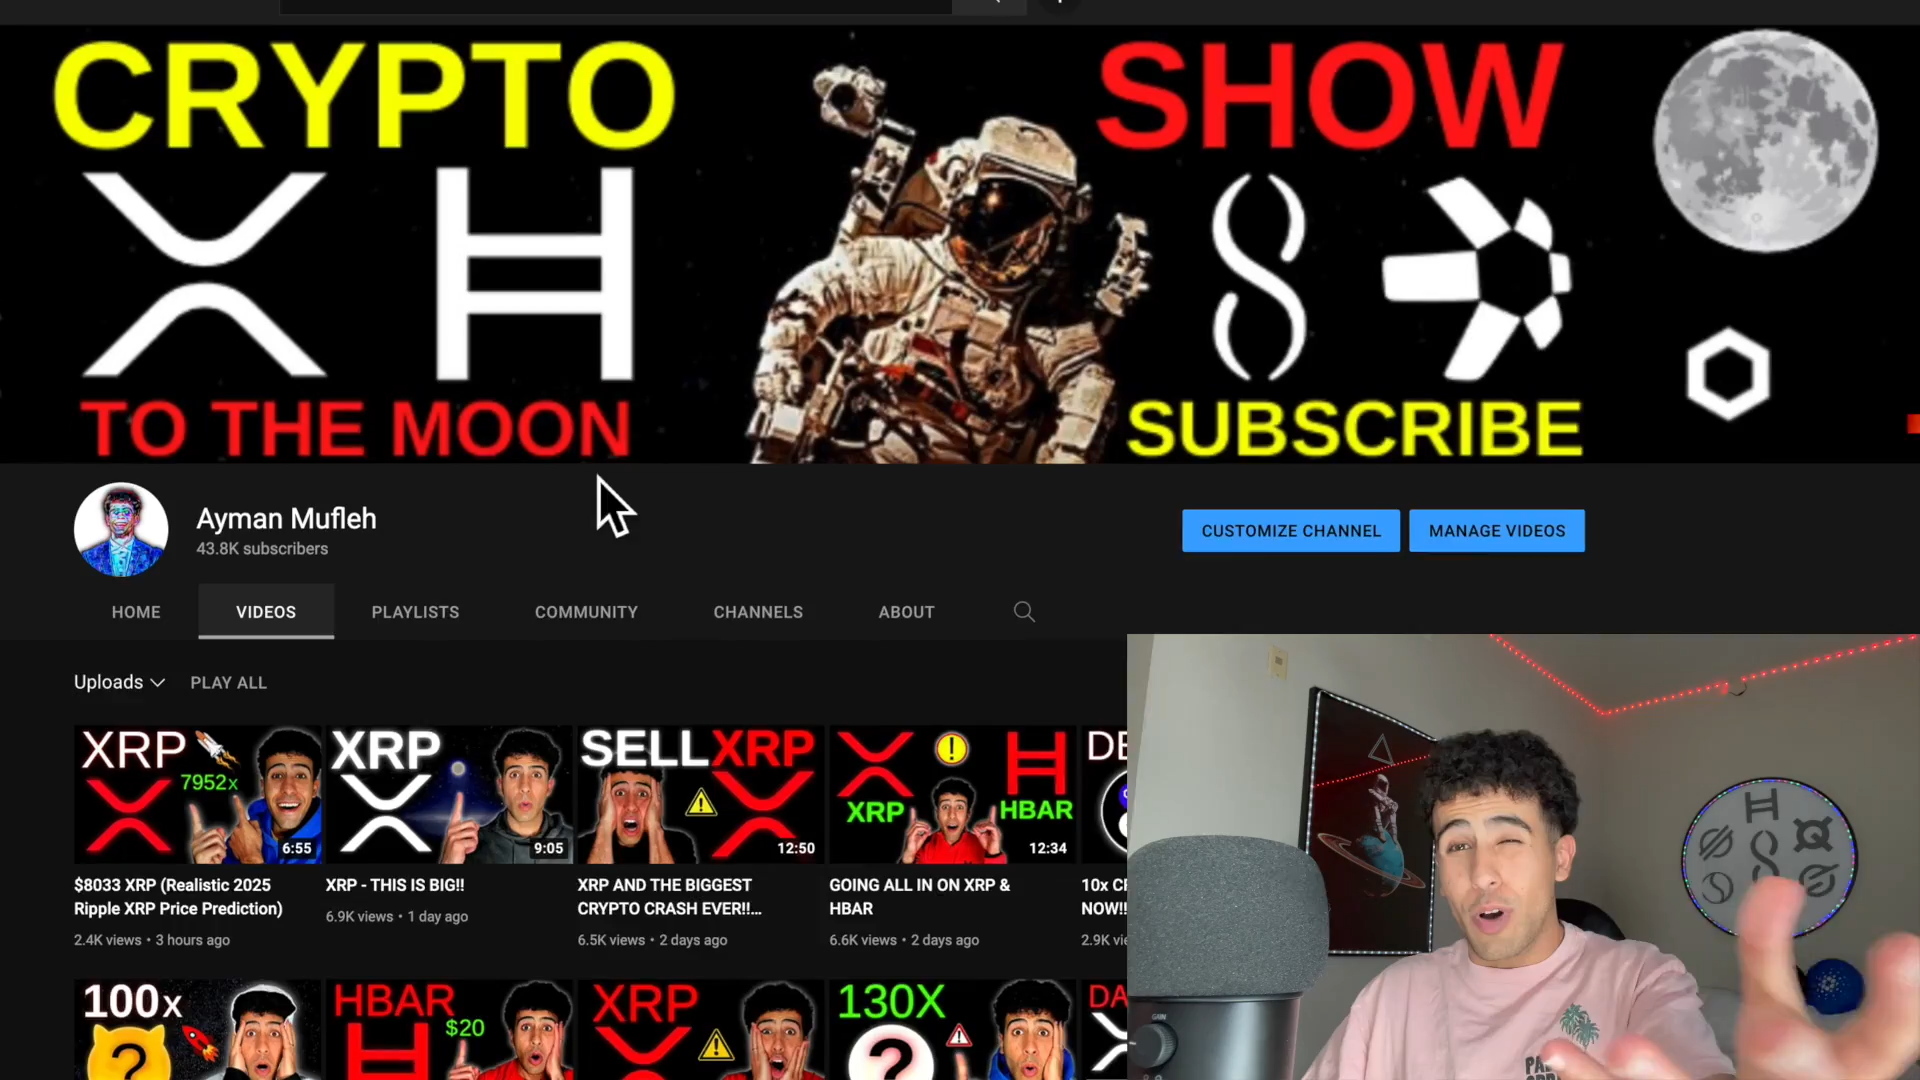 CRYPTO
SHOW
TO THE MOON
SUBSCRIBE
Ayman Mufleh
43.8K subscribers
CUSTOMIZE CHANNEL
MANAGE VIDEOS
HOME
VIDEOS
PLAYLISTS
COMMUNITY
CHANNELS
ABOUT
Uploads
PLAY ALL
XRP
7952x
6:55
$8033 XRP (Realistic 2025
Ripple XRP Price Prediction)
2.4K views • 3 hours ago
XRP
9:05
XRP - THIS IS BIG!!
6.9K views • 1 day ago
SELL XRP
12:50
XRP AND THE BIGGEST
CRYPTO CRASH EVER!!...
6.5K views • 2 days ago
XRP
HBAR
12:34
GOING ALL IN ON XRP &
HBAR
6.6K views • 2 days ago
NOW!!
100x
?
HBAR
$20
XRP
130X
?
GAIN